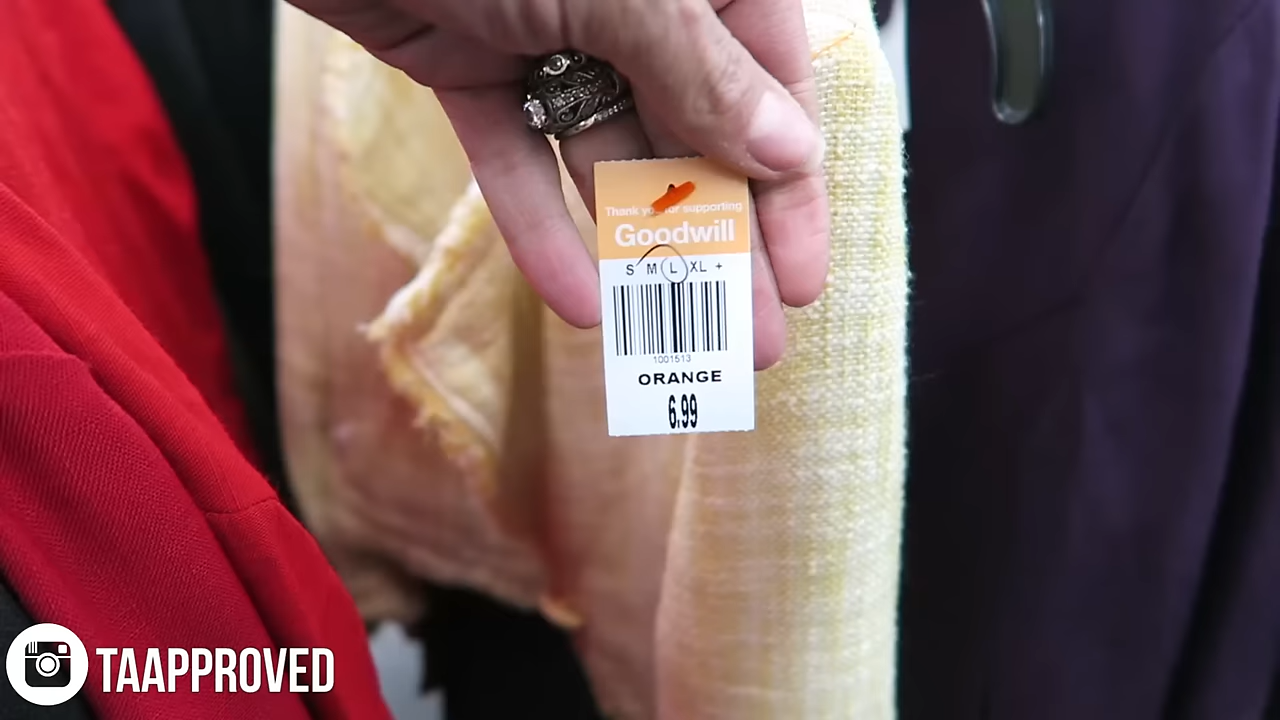 Thank you for supporting
Goodwill
S M L XL +
1001513
ORANGE
6.99
TAAPPROVED